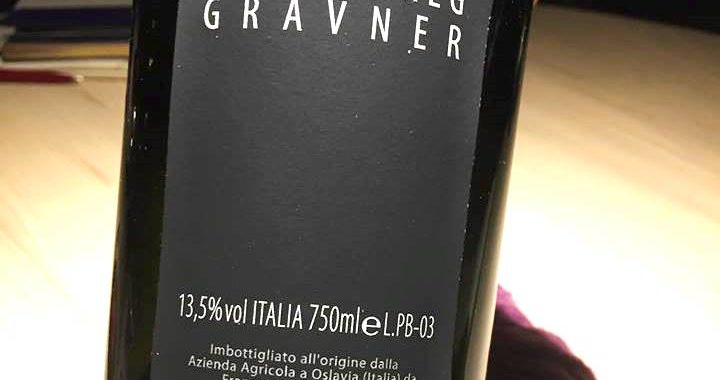 GRAVNER
13,5%vol ITALIA 750ml e L.PB-03
Imbottigliato all'origine dalla
Azienda Agricola a Oslavia (Italia) da